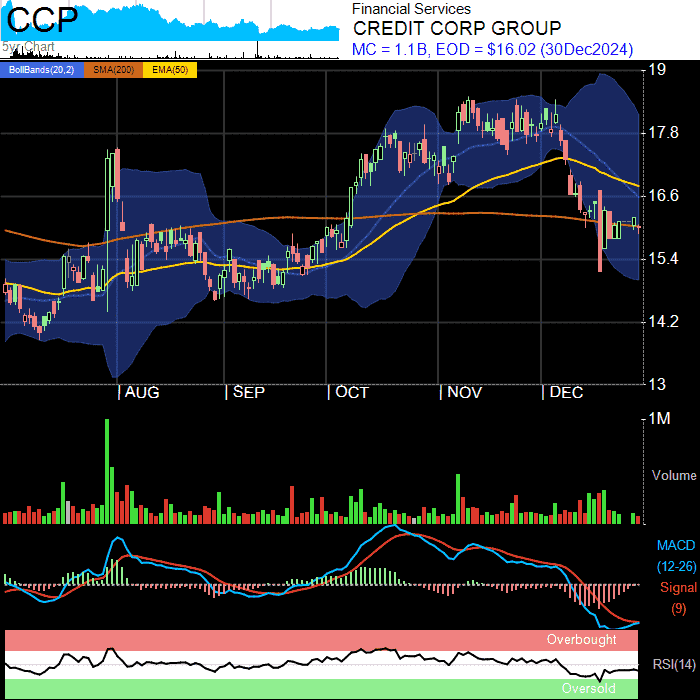 CCP
5yr Chart
Financial Services
CREDIT CORP GROUP
MC = 1.1B, EOD = $16.02 (30Dec2024)
BollBands(20,2) SMA(200) EMA(50)
19
17.8
16.6
15.4
14.2
13
AUG SEP OCT NOV DEC
1M
Volume
MACD
(12-26)
Signal
(9)
Overbought
RSI(14)
Oversold